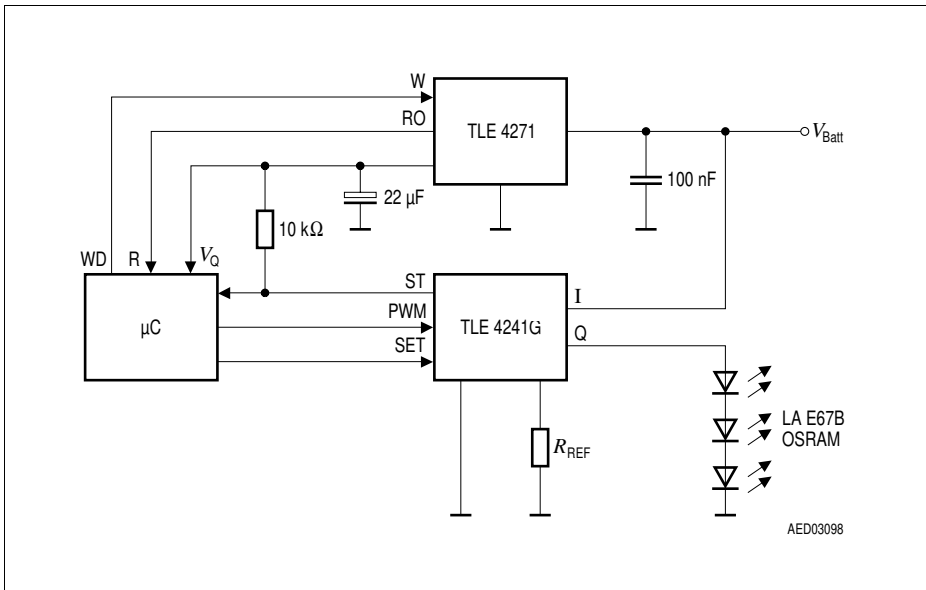 W
RO
TLE 4271
V_Batt
100 nF
22 µF
10 kΩ
WD
R
V_Q
ST
I
PWM
µC
TLE 4241G
Q
SET
LA E67B
OSRAM
R_REF
AED03098